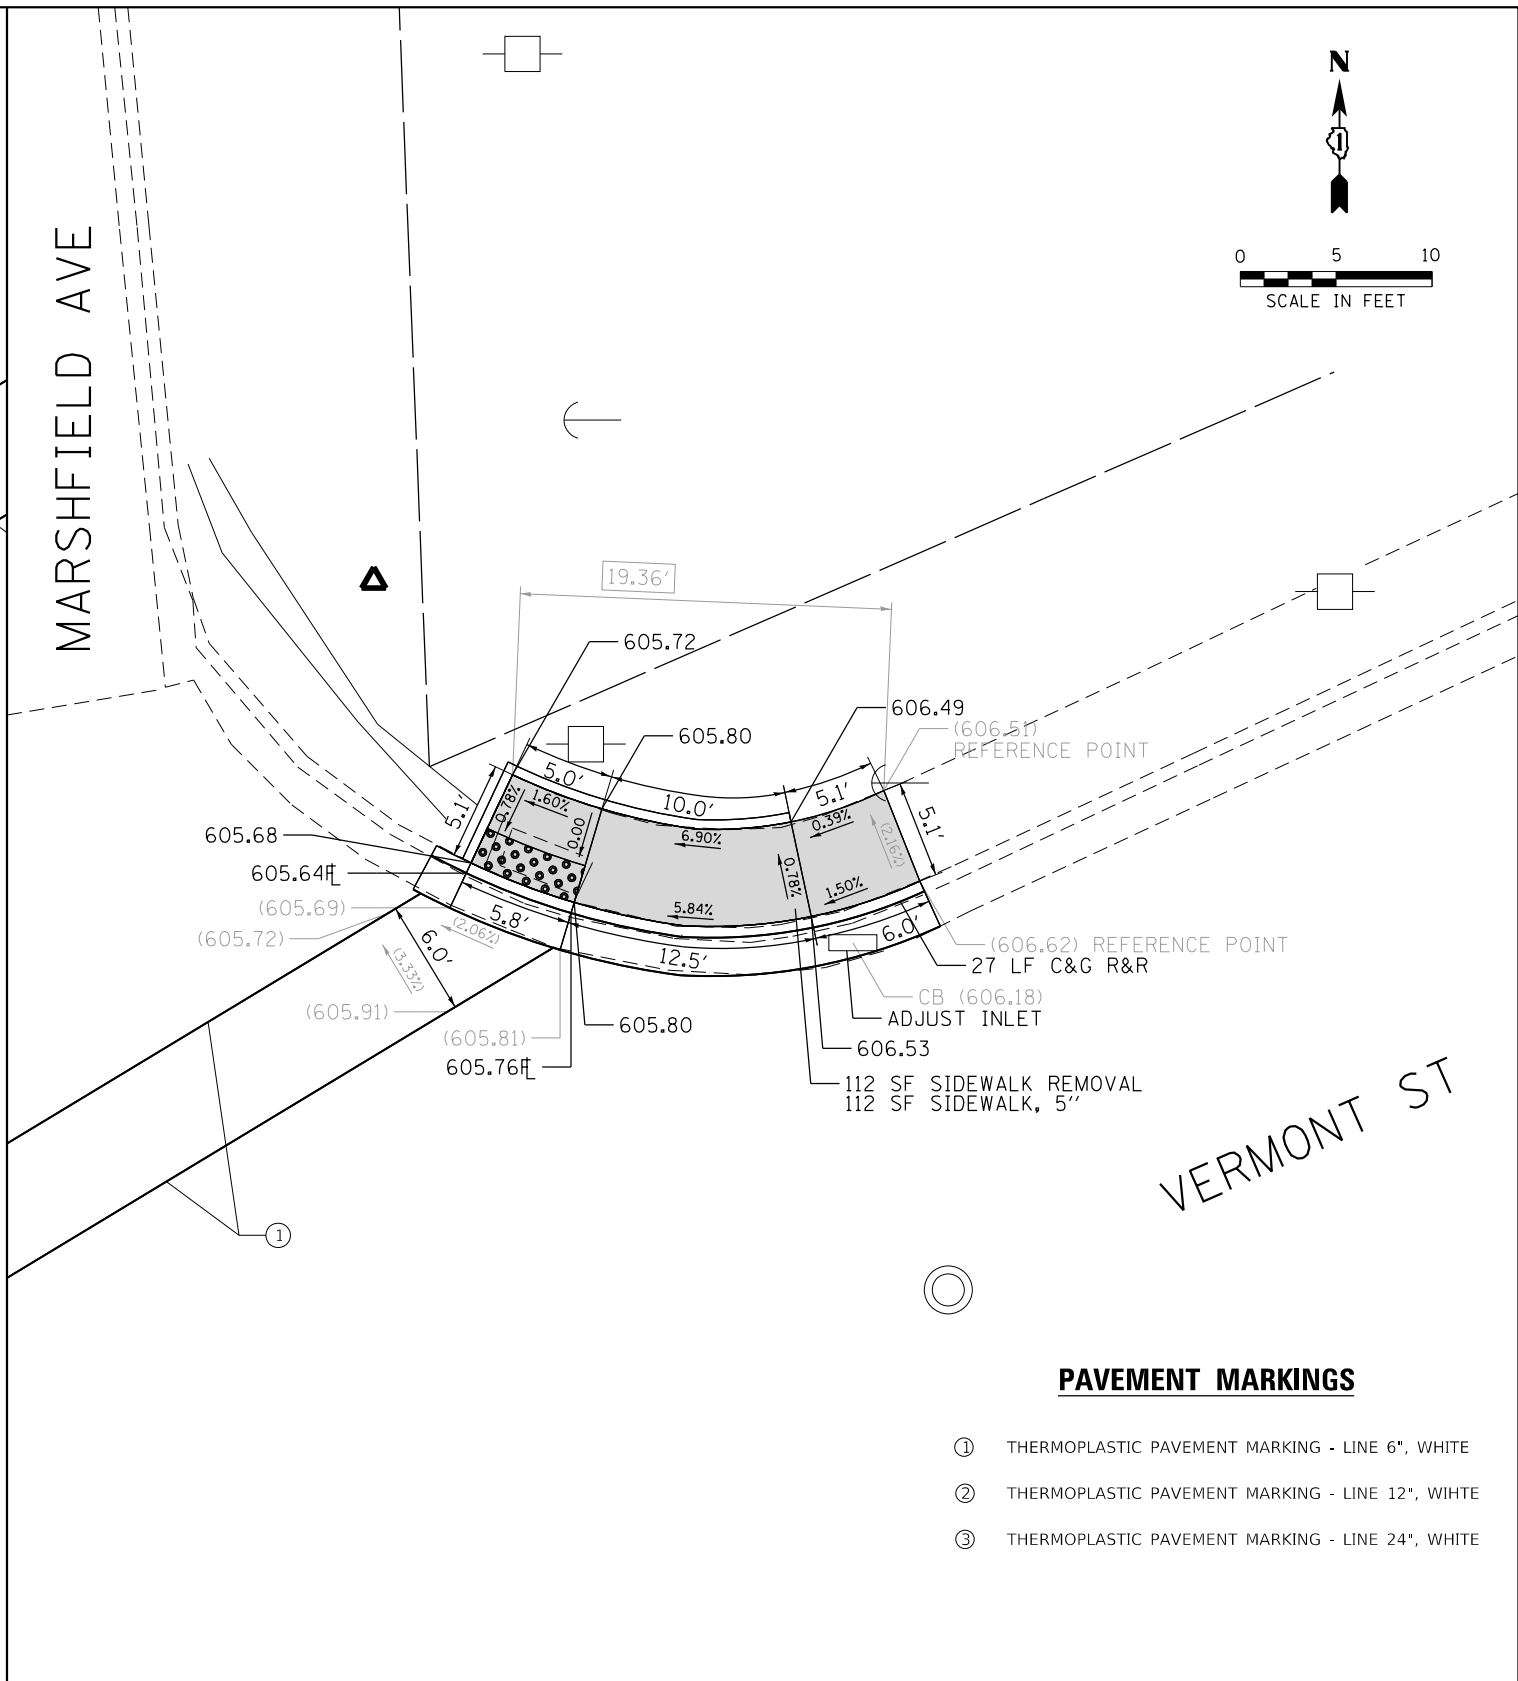 N
1
0 5 10
SCALE IN FEET
MARSHFIELD AVE
19.36'
605.72
606.49
605.80
(606.51)
REFERENCE POINT
5.0'
10.0'
5.1'
5.1'
5.1'
0.78%
1.60%
0.00
6.90%
0.39%
(2.16%)
605.68
605.64FL
(605.69)
(605.72)
5.84%
0.78%
1.50%
5.8'
(2.06%)
12.5'
6.0'
6.0'
(3.33%)
(606.62) REFERENCE POINT
27 LF C&G R&R
CB (606.18)
ADJUST INLET
(605.91)
(605.81)
605.80
605.76FL
606.53
112 SF SIDEWALK REMOVAL
112 SF SIDEWALK, 5''
VERMONT ST
1
PAVEMENT MARKINGS
1 THERMOPLASTIC PAVEMENT MARKING - LINE 6", WHITE
2 THERMOPLASTIC PAVEMENT MARKING - LINE 12", WIHTE
3 THERMOPLASTIC PAVEMENT MARKING - LINE 24", WHITE